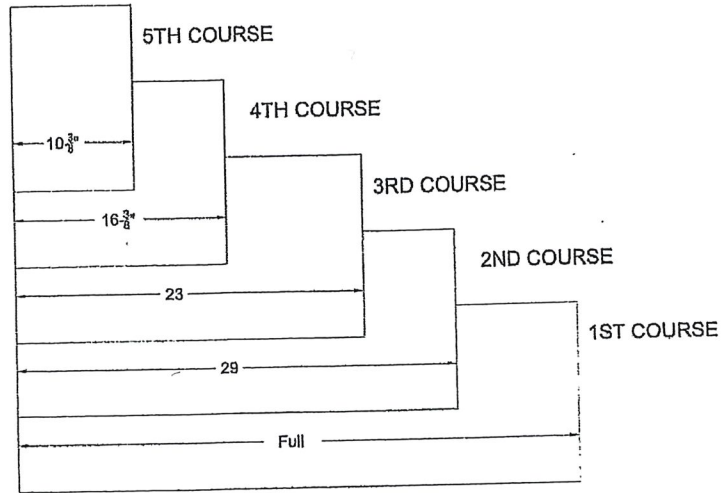 5TH COURSE
4TH COURSE
10 3/8"
3RD COURSE
16 3/8"
2ND COURSE
23
1ST COURSE
29
Full